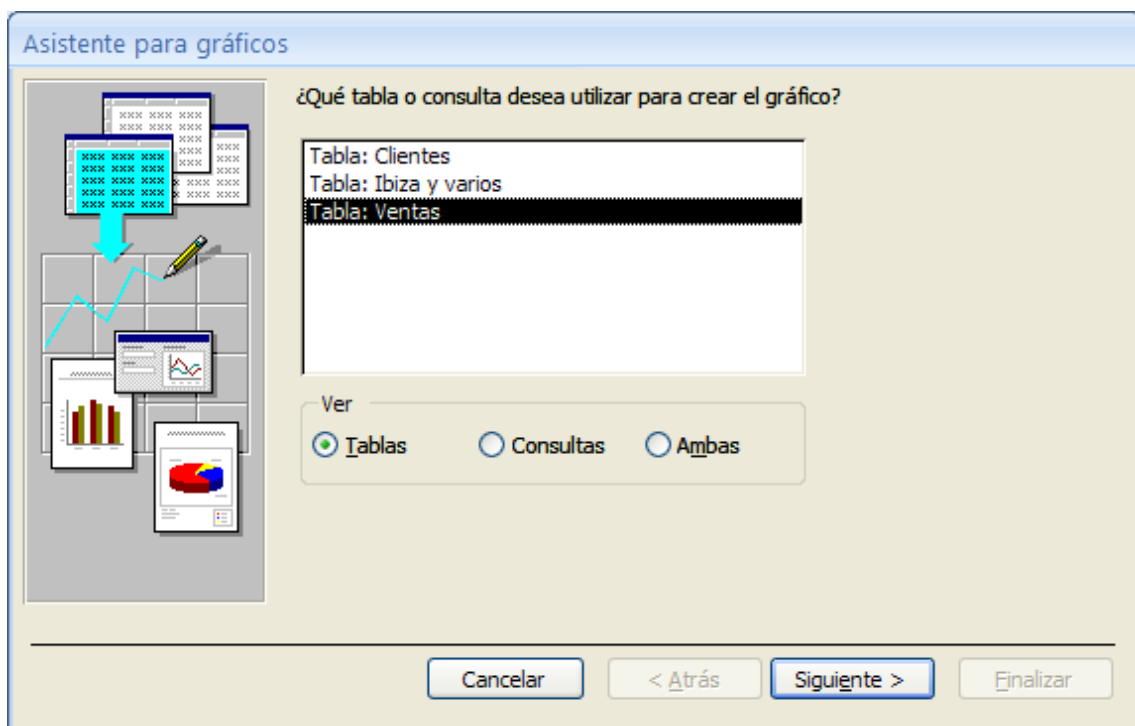 Asistente para gráficos
¿Qué tabla o consulta desea utilizar para crear el gráfico?
Tabla: Clientes
Tabla: Ibiza y varios
Tabla: Ventas
Ver
Tablas Consultas Ambas
Cancelar < Atrás Siguiente > Finalizar